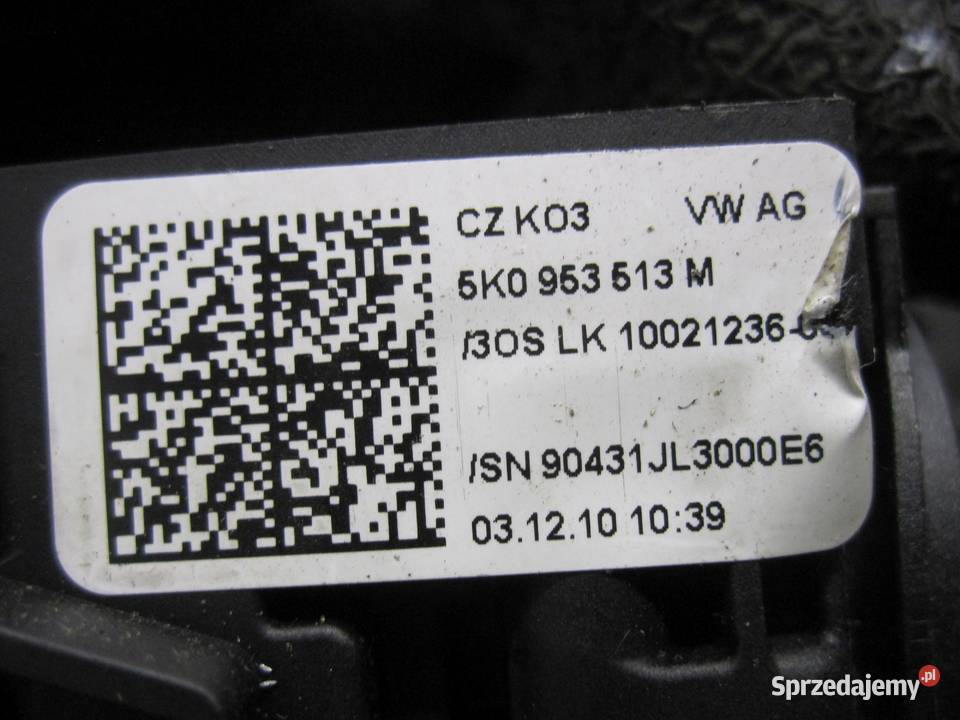 CZ KO3 VW AG
5K0 953 513 M
/3OS LK 10021236-
/SN 90431JL3000E6
03.12.10 10:39
Sprzedajemy.pl